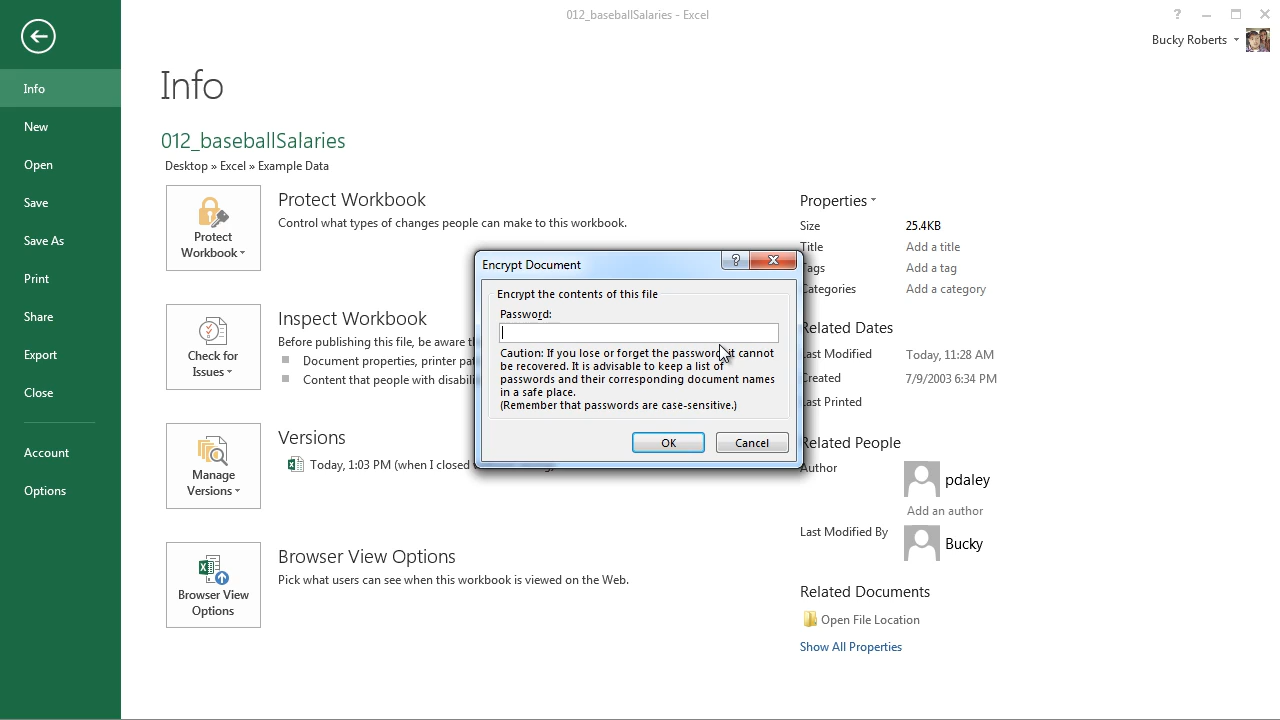 012_baseballSalaries - Excel
?
Bucky Roberts
Info
New
Open
Save
Save As
Print
Share
Export
Close
Account
Options
Info
012_baseballSalaries
Desktop » Excel » Example Data
Protect
Workbook
Protect Workbook
Control what types of changes people can make to this workbook.
Check for
Issues
Inspect Workbook
Before publishing this file, be aware
Document properties, printer
Content that people with
Manage
Versions
Versions
Today, 1:03 PM (when I closed
Browser View
Options
Browser View Options
Pick what users can see when this workbook is viewed on the Web.
Encrypt Document
?
Encrypt the contents of this file
Password:
Caution: If you lose or forget the password, it cannot
be recovered. It is advisable to keep a list of
passwords and their corresponding document names
in a safe place.
(Remember that passwords are case-sensitive.)
OK
Cancel
Properties
Size 25.4KB
Title Add a title
Tags Add a tag
Categories Add a category
Related Dates
Last Modified Today, 11:28 AM
Created 7/9/2003 6:34 PM
Last Printed
Related People
Author pdaley
Add an author
Last Modified By Bucky
Related Documents
Open File Location
Show All Properties